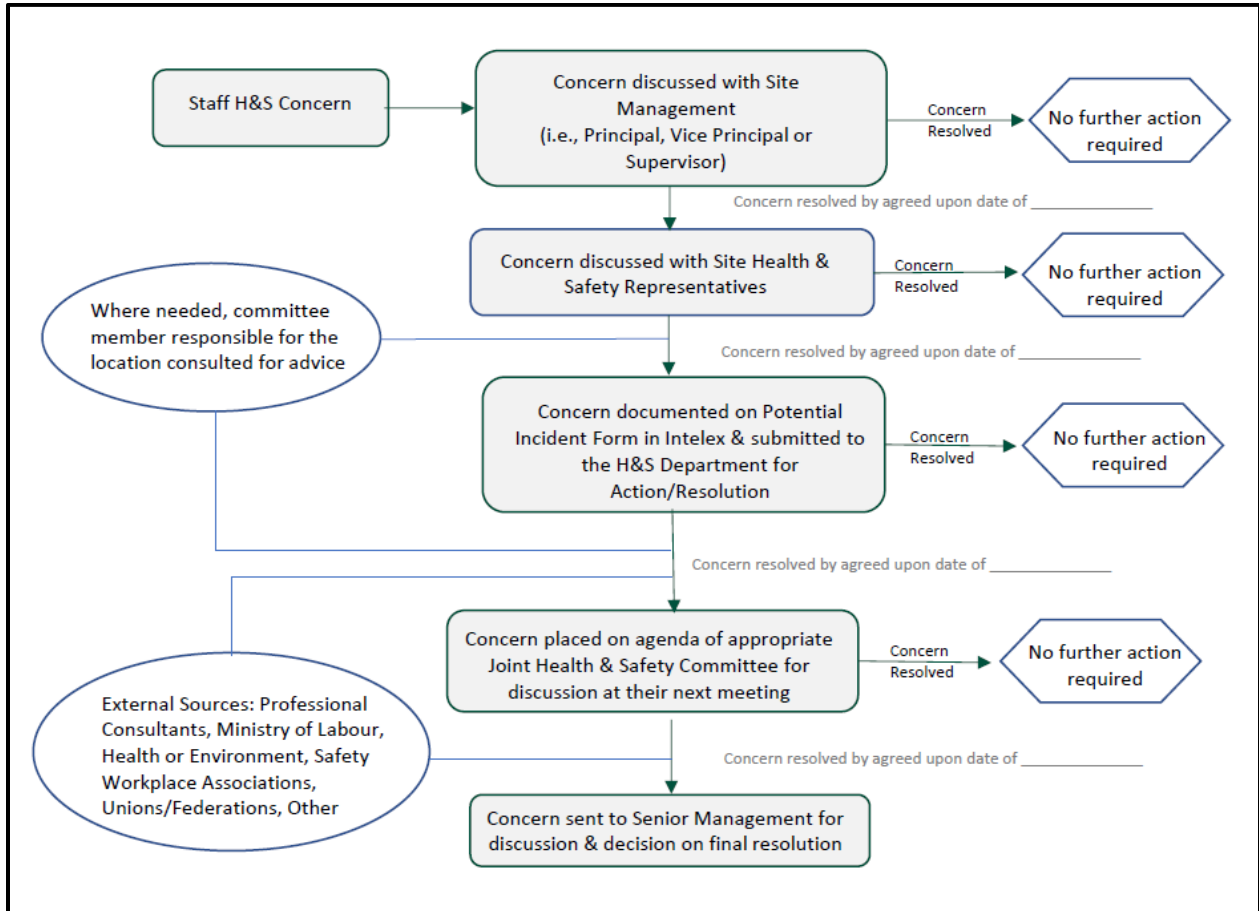 Staff H&S Concern
Concern discussed with Site
Management
(i.e., Principal, Vice Principal or
Supervisor)
Concern
Resolved
No further action
required
Concern resolved by agreed upon date of ______________
Concern discussed with Site Health &
Safety Representatives
Concern
Resolved
No further action
required
Where needed, committee
member responsible for the
location consulted for advice
Concern resolved by agreed upon date of ______________
Concern documented on Potential
Incident Form in Intelex & submitted to
the H&S Department for
Action/Resolution
Concern
Resolved
No further action
required
Concern resolved by agreed upon date of ______________
Concern placed on agenda of appropriate
Joint Health & Safety Committee for
discussion at their next meeting
Concern
Resolved
No further action
required
External Sources: Professional
Consultants, Ministry of Labour,
Health or Environment, Safety
Workplace Associations,
Unions/Federations, Other
Concern resolved by agreed upon date of ______________
Concern sent to Senior Management for
discussion & decision on final resolution